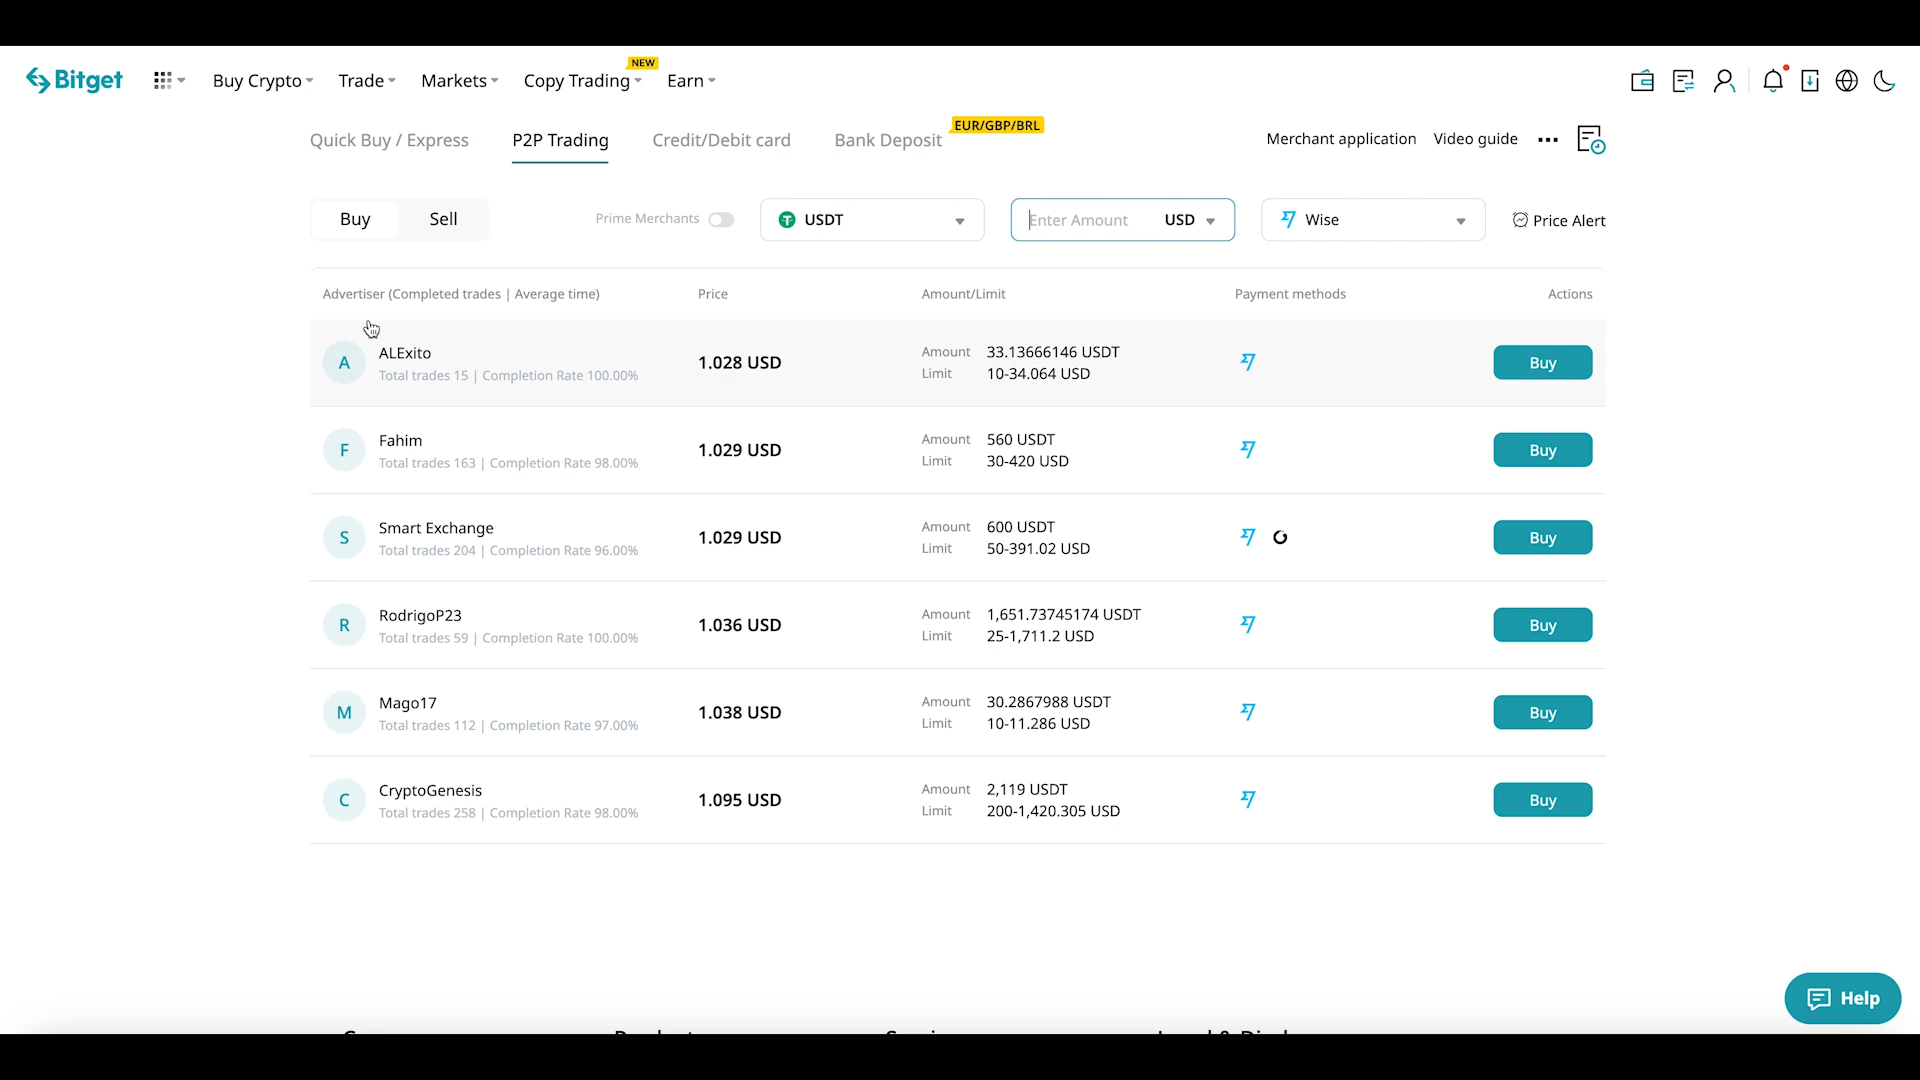 Bitget
Buy Crypto
Trade
Markets
Copy Trading
NEW
Earn
Quick Buy / Express
P2P Trading
Credit/Debit card
Bank Deposit
EUR/GBP/BRL
Merchant application
Video guide
Buy
Sell
Prime Merchants
USDT
Enter Amount
USD
Wise
Price Alert
Advertiser (Completed trades | Average time)
Price
Amount/Limit
Payment methods
Actions
A
ALExito
Total trades 15 | Completion Rate 100.00%
1.028 USD
Amount 33.13666146 USDT
Limit 10-34.064 USD
Buy
F
Fahim
Total trades 163 | Completion Rate 98.00%
1.029 USD
Amount 560 USDT
Limit 30-420 USD
Buy
S
Smart Exchange
Total trades 204 | Completion Rate 96.00%
1.029 USD
Amount 600 USDT
Limit 50-391.02 USD
Buy
R
RodrigoP23
Total trades 59 | Completion Rate 100.00%
1.036 USD
Amount 1,651.73745174 USDT
Limit 25-1,711.2 USD
Buy
M
Mago17
Total trades 112 | Completion Rate 97.00%
1.038 USD
Amount 30.2867988 USDT
Limit 10-11.286 USD
Buy
C
CryptoGenesis
Total trades 258 | Completion Rate 98.00%
1.095 USD
Amount 2,119 USDT
Limit 200-1,420.305 USD
Buy
Help